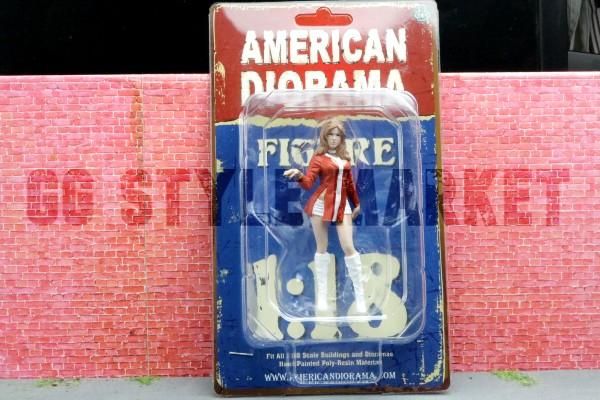 AMERICAN
DIORAMA
FIGURE
GG STYLE MARKET
1:18
Fit All 1:18 Scale Buildings and Dioramas
Hand Painted Poly-Resin Material
WWW.AMERICANDIORAMA.COM